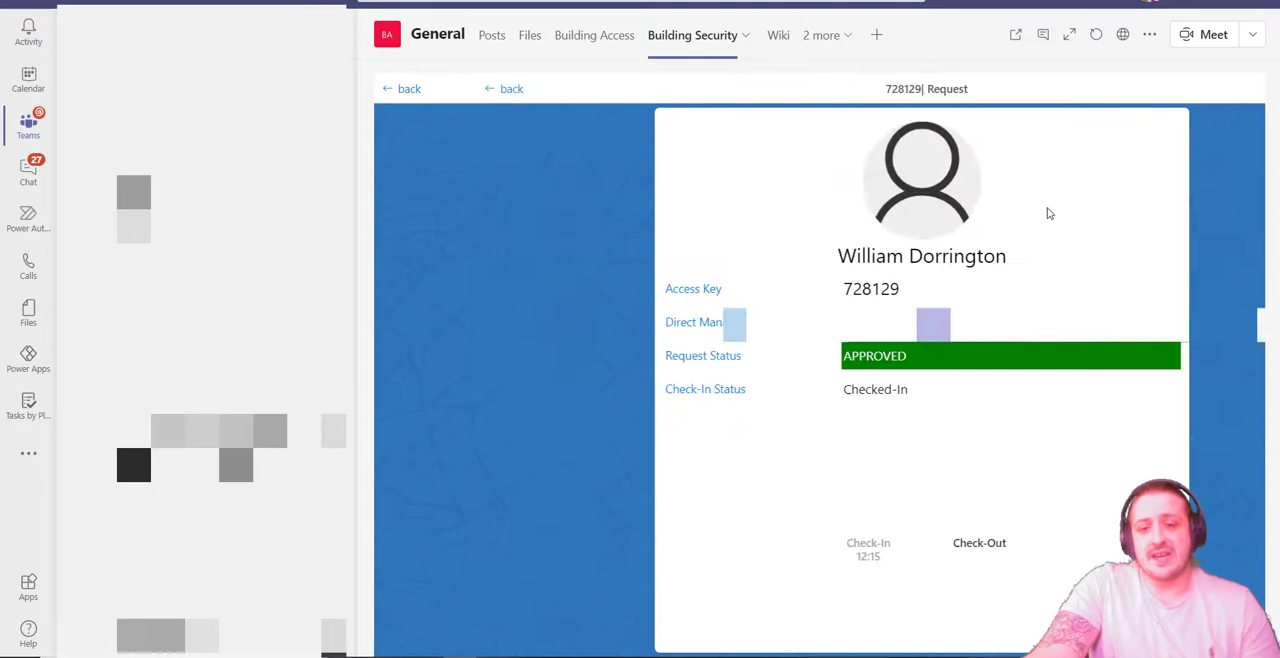 Activity
Calendar
Teams
27
Chat
Power Aut...
Calls
Files
Power Apps
Tasks by Pl...
Apps
Help
BA
General
Posts
Files
Building Access
Building Security
Wiki
2 more
Meet
← back
← back
728129| Request
William Dorrington
Access Key
728129
Direct Man
Request Status
APPROVED
Check-In Status
Checked-In
Check-In
12:15
Check-Out